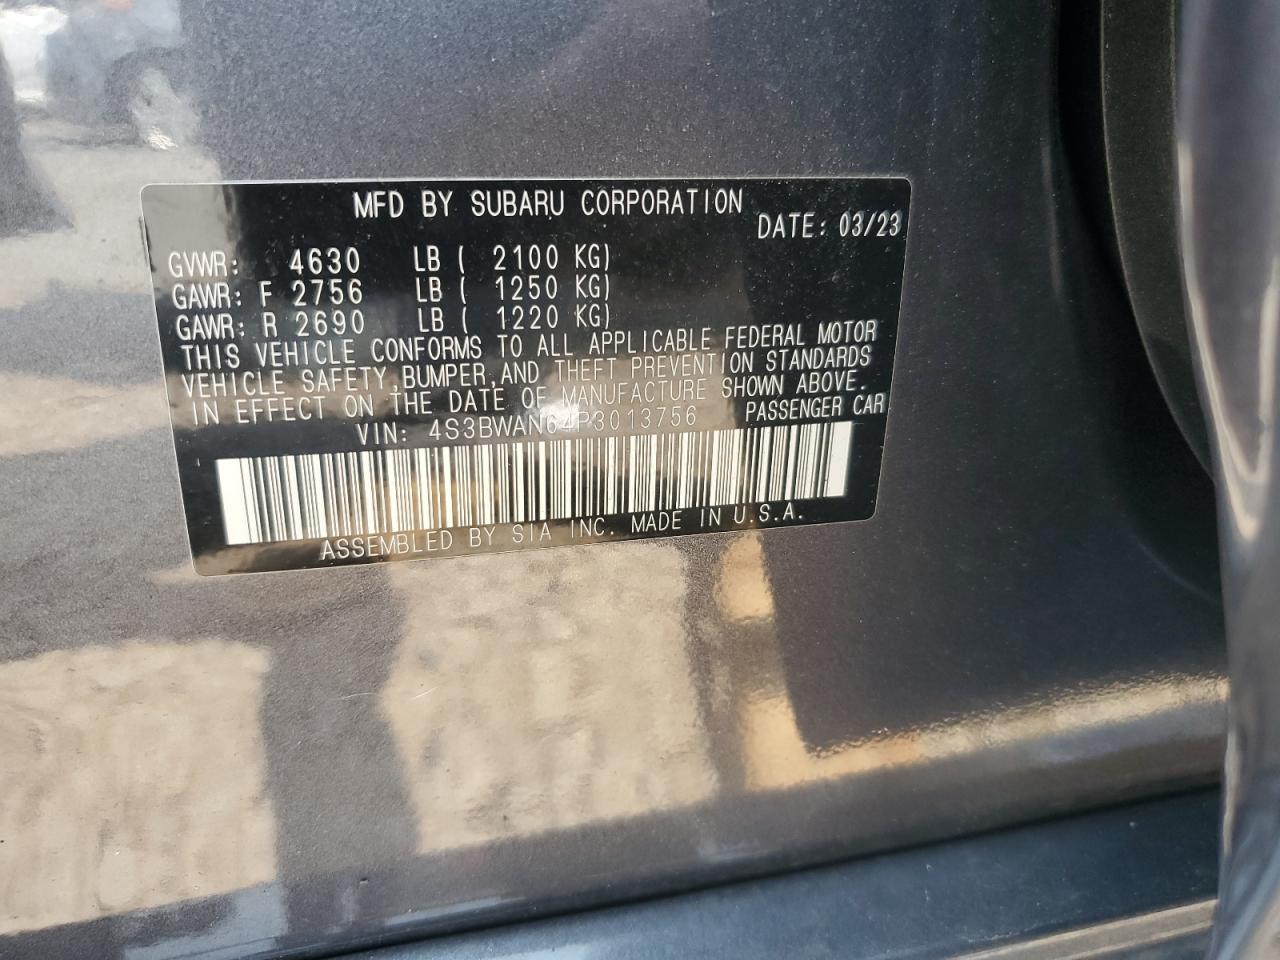 MFD BY SUBARU CORPORATION
DATE: 03/23
GVWR: 4630 LB ( 2100 KG)
GAWR: F 2756 LB ( 1250 KG)
GAWR: R 2690 LB ( 1220 KG)
THIS VEHICLE CONFORMS TO ALL APPLICABLE FEDERAL MOTOR
VEHICLE SAFETY,BUMPER,AND THEFT PREVENTION STANDARDS
IN EFFECT ON THE DATE OF MANUFACTURE SHOWN ABOVE.
VIN: 4S3BWAN64P3013756 PASSENGER CAR
ASSEMBLED BY SIA INC. MADE IN U.S.A.